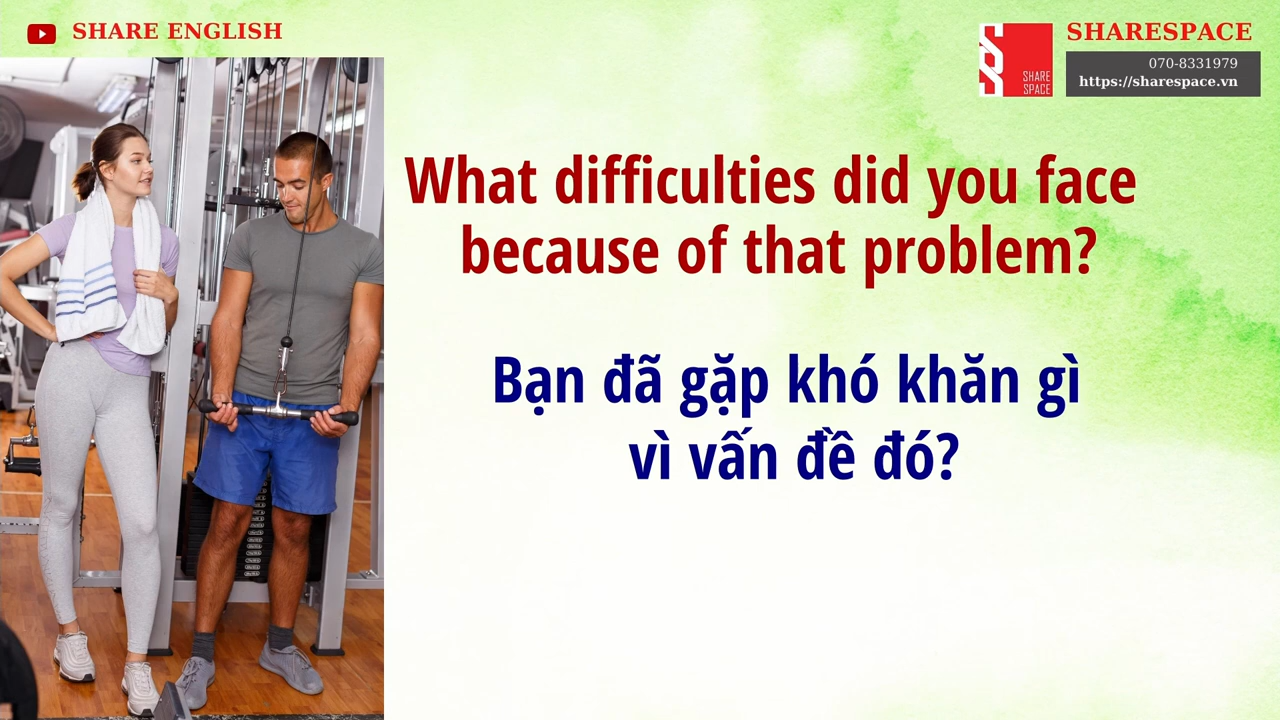 SHARE ENGLISH
SHARE
SPACE
SHARESPACE
070-8331979
https://sharespace.vn
What difficulties did you face
because of that problem?
Bạn đã gặp khó khăn gì
vì vấn đề đó?